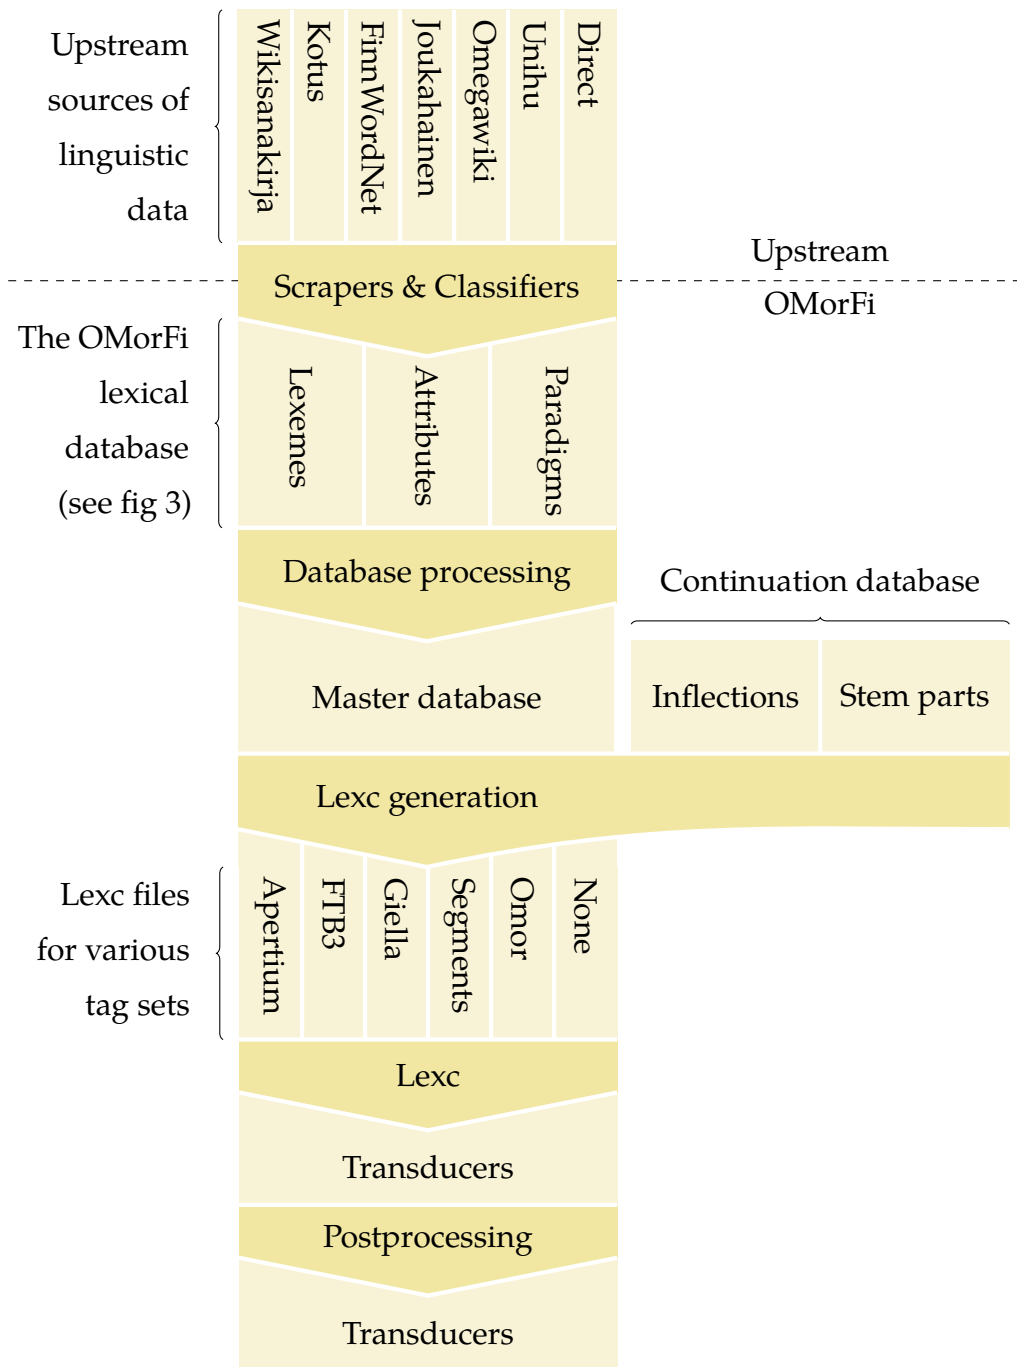 Upstream
sources of
linguistic
data
Wikisanakirja
Kotus
FinnWordNet
Joukahainen
Omegawiki
Unihu
Direct
Scrapers & Classifiers
Upstream
OMorFi
The OMorFi
lexical
database
(see fig 3)
Lexemes
Attributes
Paradigms
Database processing
Continuation database
Master database
Inflections
Stem parts
Lexc generation
Lexc files
for various
tag sets
Apertium
FTB3
Giella
Segments
Omor
None
Lexc
Transducers
Postprocessing
Transducers